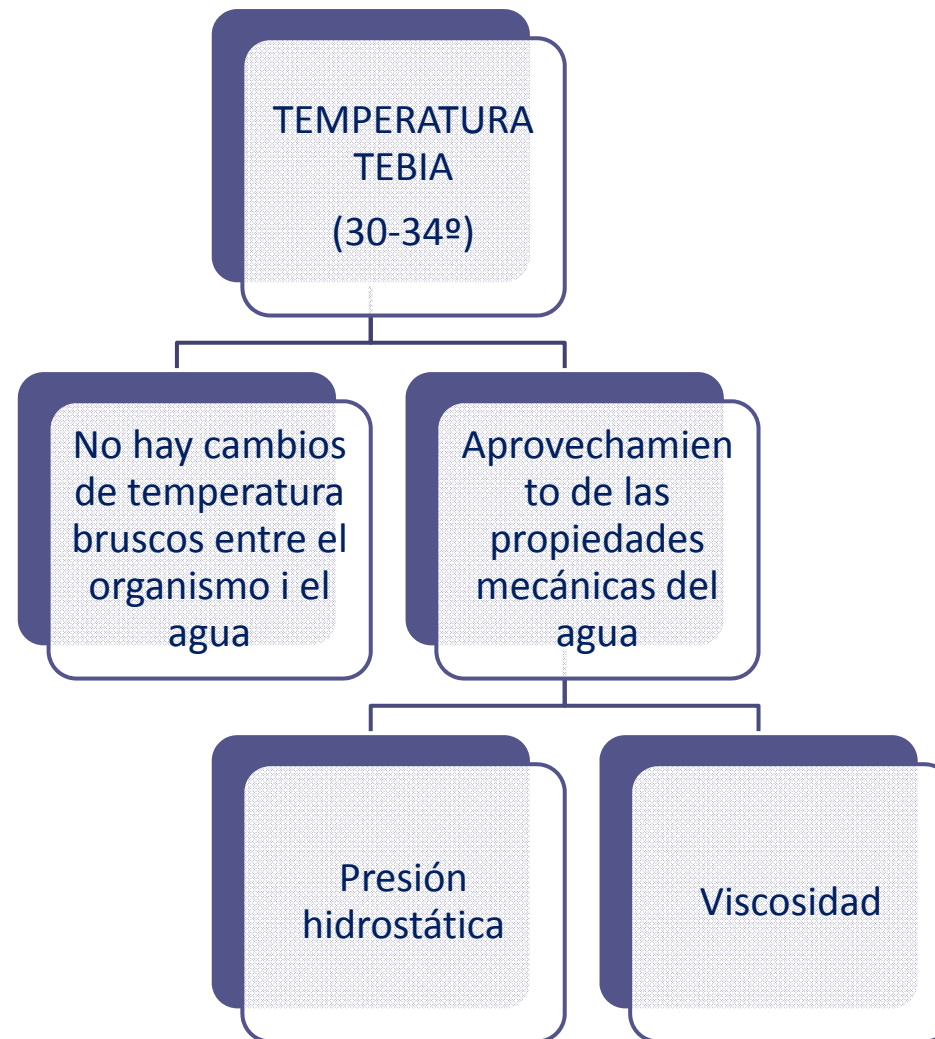 TEMPERATURA
TEBIA
(30-34º)
No hay cambios
de temperatura
bruscos entre el
organismo i el
agua
Aprovechamien
to de las
propiedades
mecánicas del
agua
Presión
hidrostática
Viscosidad